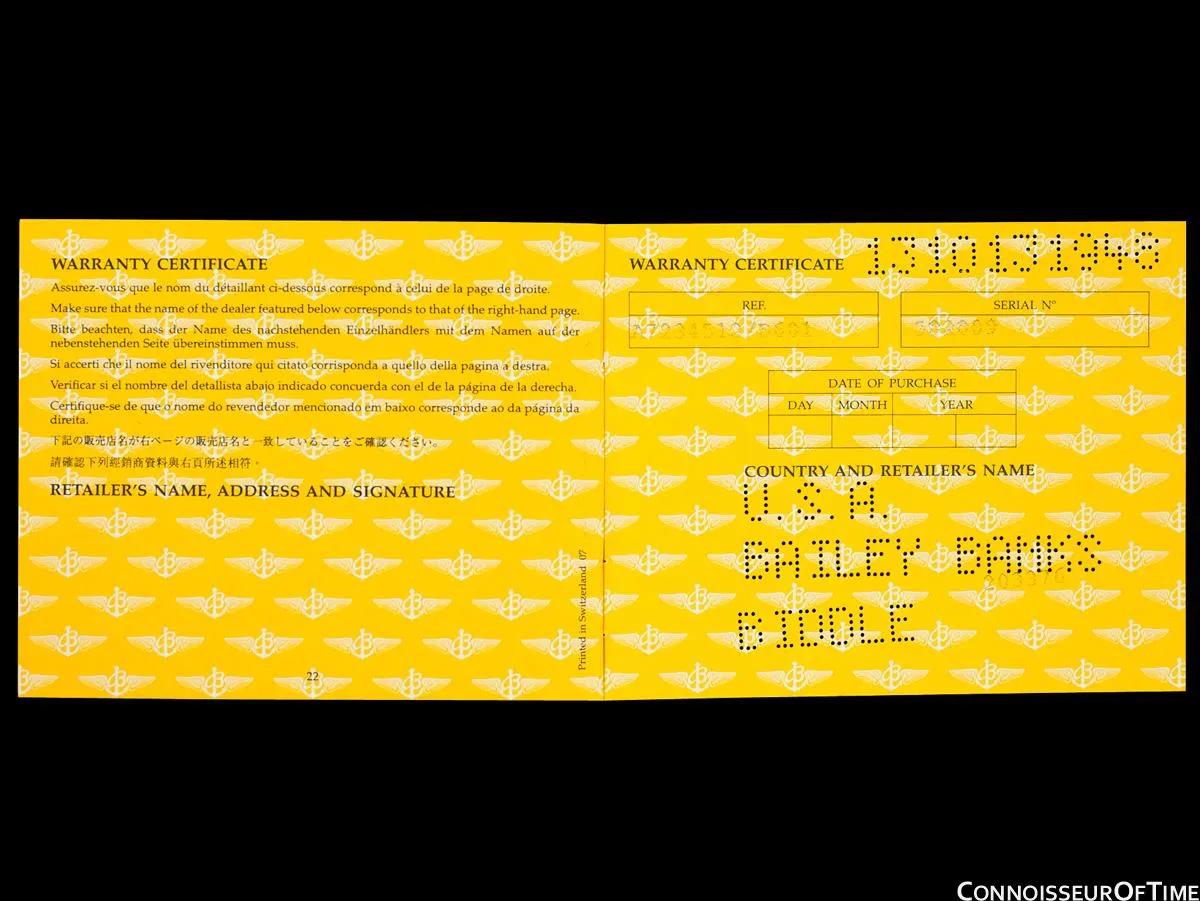 WARRANTY CERTIFICATE
Assurez-vous que le nom du détaillant ci-dessous correspond à celui de la page de droite.
Make sure that the name of the dealer featured below corresponds to that of the right-hand page.
Bitte beachten, dass der Name des nachstehenden Einzelhändlers mit dem Namen auf der
nebenstehenden Seite übereinstimmen muss.
Si accerti che il nome del rivenditore qui citato corrisponda a quello della pagina a destra.
Verificar si el nombre del detallista abajo indicado concuerda con el de la página de la derecha.
Certifique-se de que o nome do revendedor mencionado em baixo corresponde ao da página da
direita.
下記の販売店名が右ページの販売店名と一致していることをご確認ください。
請確認下列經銷商資料與右頁所述相符。
RETAILER'S NAME, ADDRESS AND SIGNATURE
22
Printed in Switzerland 07
WARRANTY CERTIFICATE
1310131946
REF.
SERIAL Nº
DATE OF PURCHASE
DAY MONTH YEAR
COUNTRY AND RETAILER'S NAME
U.S.A.
BAILEY BANKS
BIDDLE
CONNOISSEUROFTIME